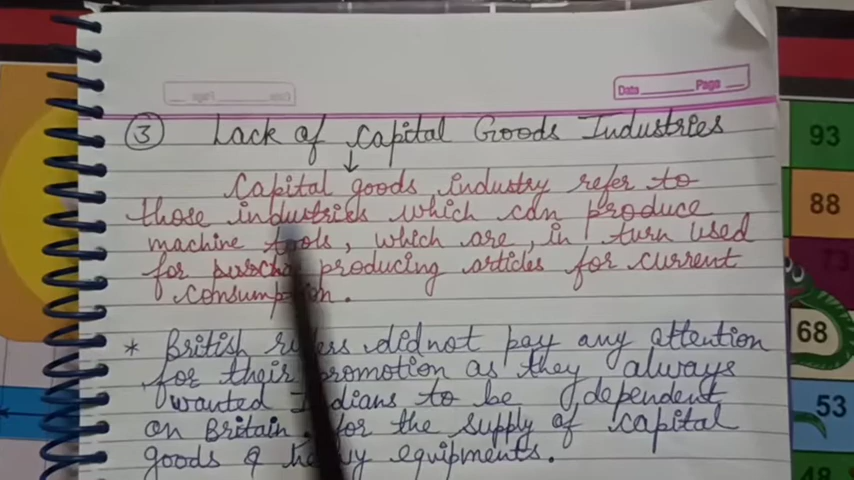 Date Page
③ Lack of Capital Goods Industries
↓
Capital goods industry refer to
those industries which can produce
machine tools, which are, in turn used
for producing articles for current
consumption.
* British rulers did not pay any attention
for their promotion as they always
wanted Indians to be dependent
on Britain for the supply of capital
goods & heavy equipments.
93
88
68
53
48